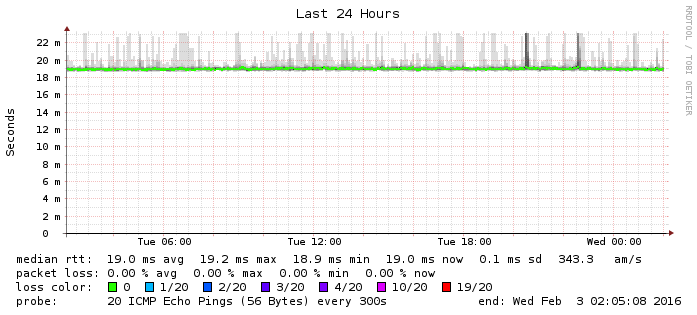 Last 24 Hours
RRDTOOL / TOBI OETIKER
Seconds
22 m
20 m
18 m
16 m
14 m
12 m
10 m
8 m
6 m
4 m
2 m
0
Tue 06:00 Tue 12:00 Tue 18:00 Wed 00:00
median rtt: 19.0 ms avg 19.2 ms max 18.9 ms min 19.0 ms now 0.1 ms sd 343.3 am/s
packet loss: 0.00 % avg 0.00 % max 0.00 % min 0.00 % now
loss color: 0 1/20 2/20 3/20 4/20 10/20 19/20
probe: 20 ICMP Echo Pings (56 Bytes) every 300s end: Wed Feb 3 02:05:08 2016